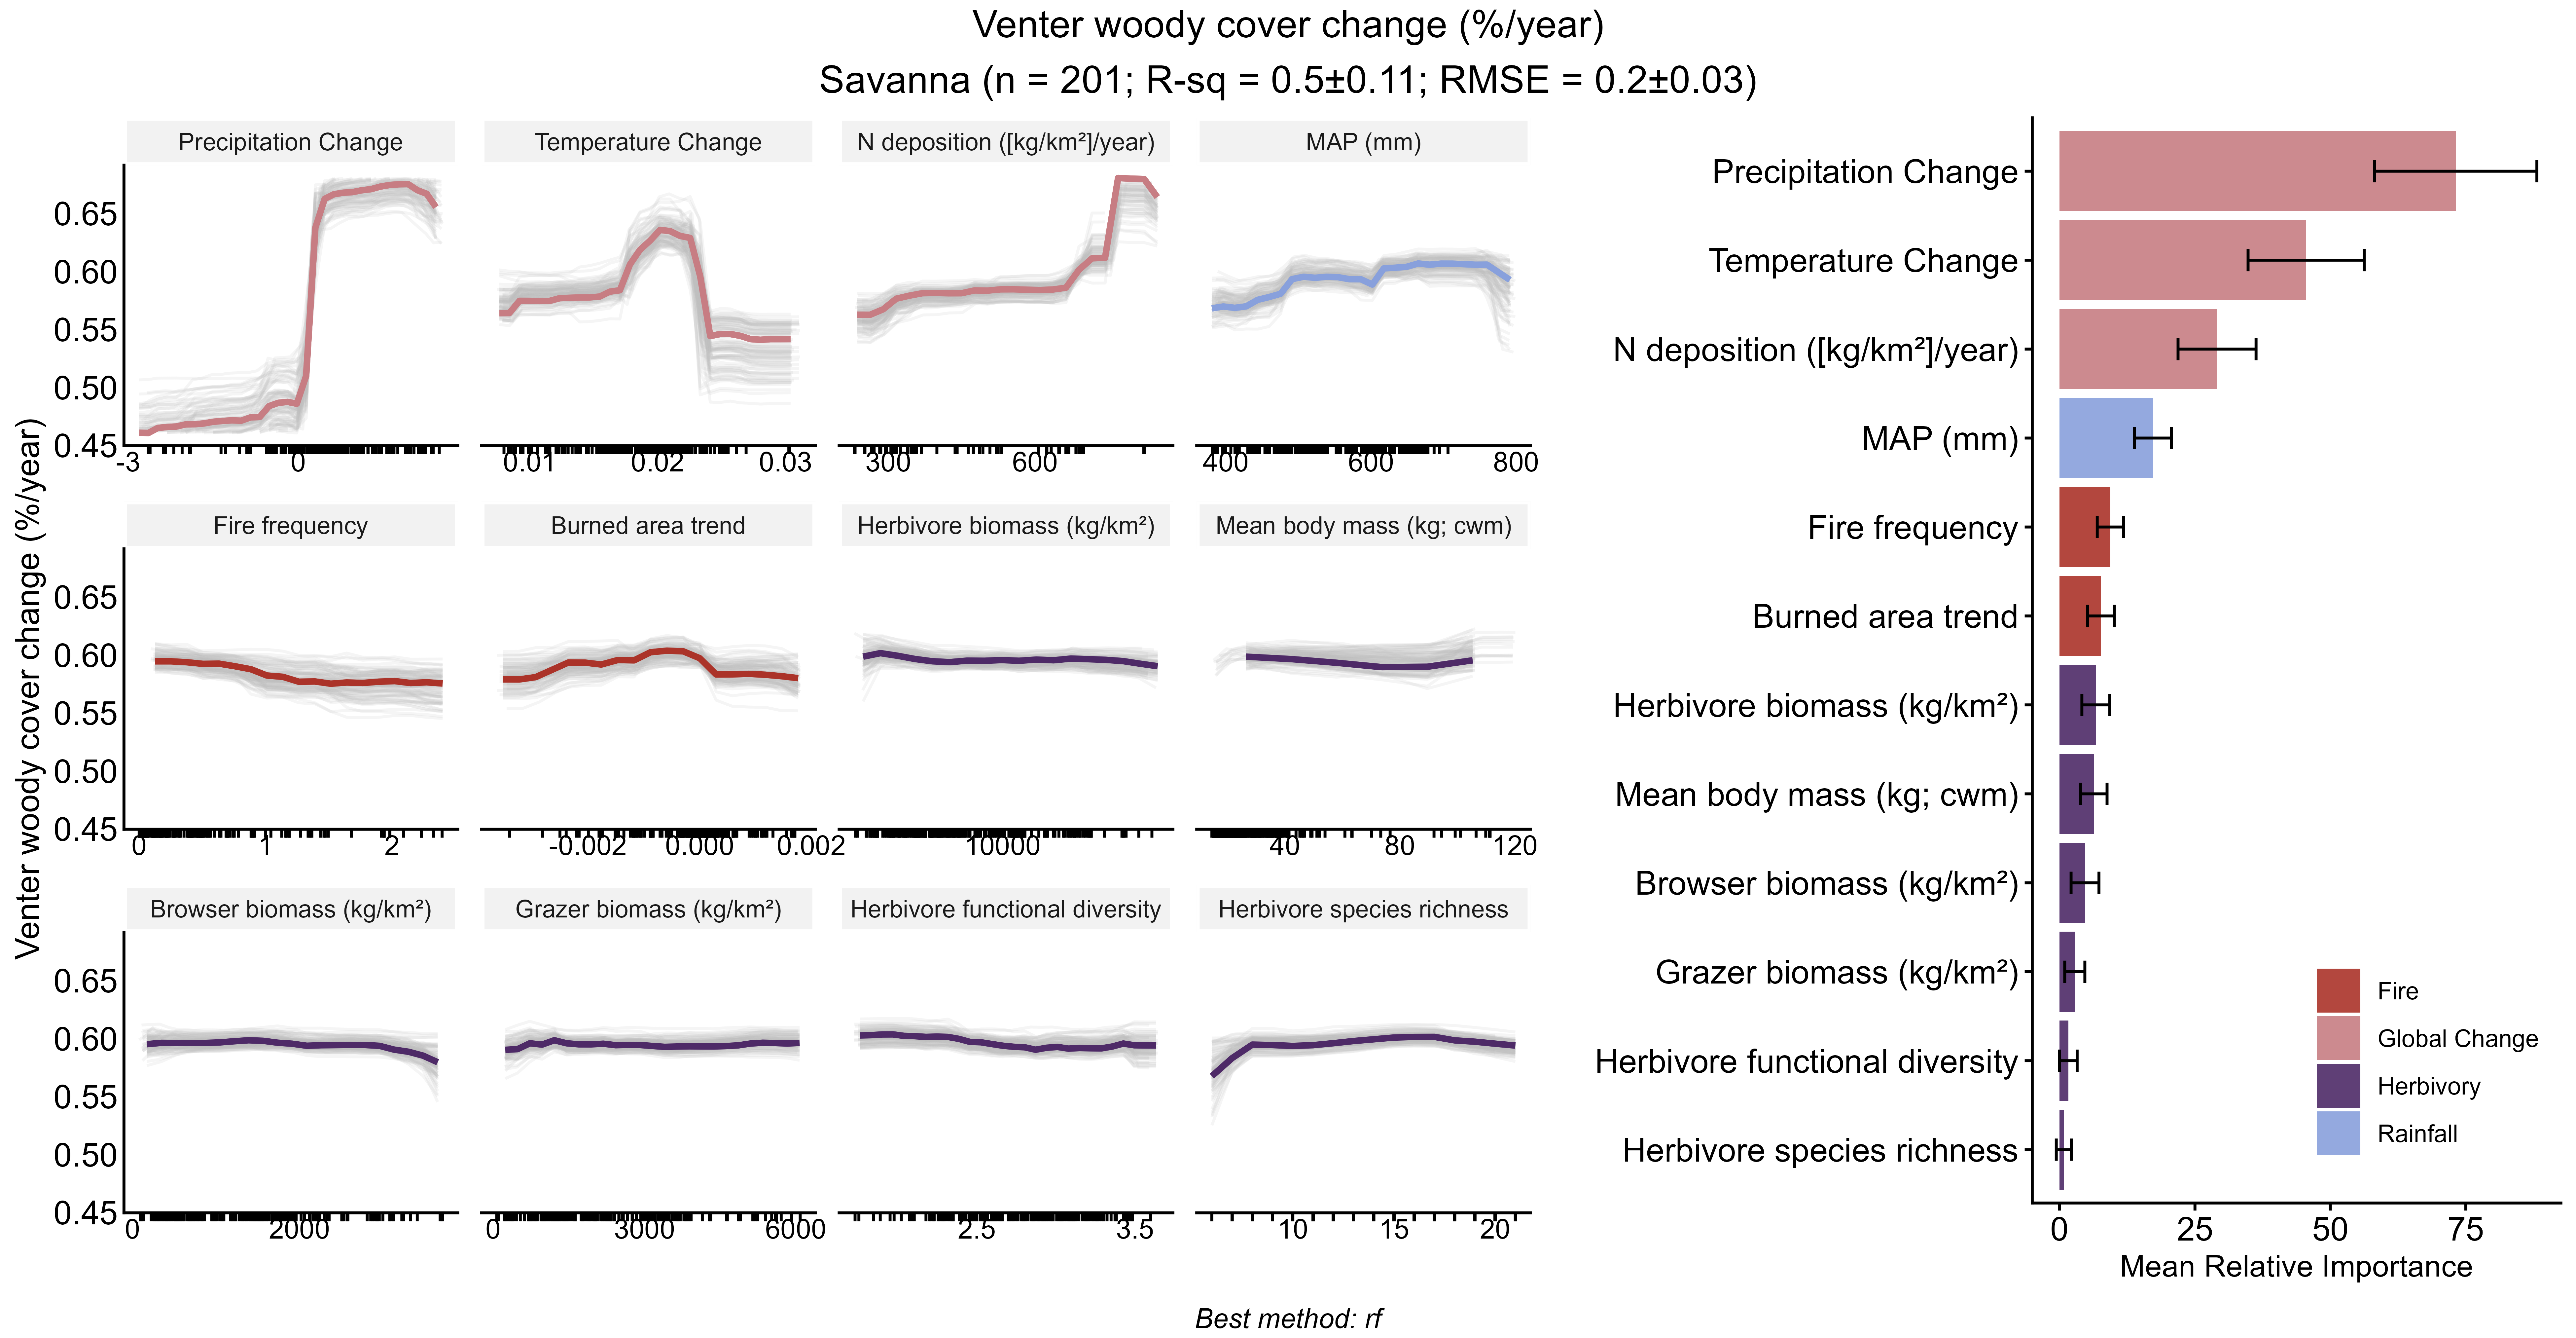 Venter woody cover change (%/year)
Savanna (n = 201; R-sq = 0.5±0.11; RMSE = 0.2±0.03)
Venter woody cover change (%/year)
Precipitation Change
Temperature Change
N deposition ([kg/km²]/year)
MAP (mm)
0.65
0.60
0.55
0.50
0.45
-3 0
0.01 0.02 0.03
300 600
400 600 800
Fire frequency
Burned area trend
Herbivore biomass (kg/km²)
Mean body mass (kg; cwm)
0.65
0.60
0.55
0.50
0.45
0 1 2
-0.002 0.000 0.002
10000
40 80 120
Browser biomass (kg/km²)
Grazer biomass (kg/km²)
Herbivore functional diversity
Herbivore species richness
0.65
0.60
0.55
0.50
0.45
0 2000
0 3000 6000
2.5 3.5
10 15 20
Precipitation Change
Temperature Change
N deposition ([kg/km²]/year)
MAP (mm)
Fire frequency
Burned area trend
Herbivore biomass (kg/km²)
Mean body mass (kg; cwm)
Browser biomass (kg/km²)
Grazer biomass (kg/km²)
Herbivore functional diversity
Herbivore species richness
Fire
Global Change
Herbivory
Rainfall
0 25 50 75
Mean Relative Importance
Best method: rf